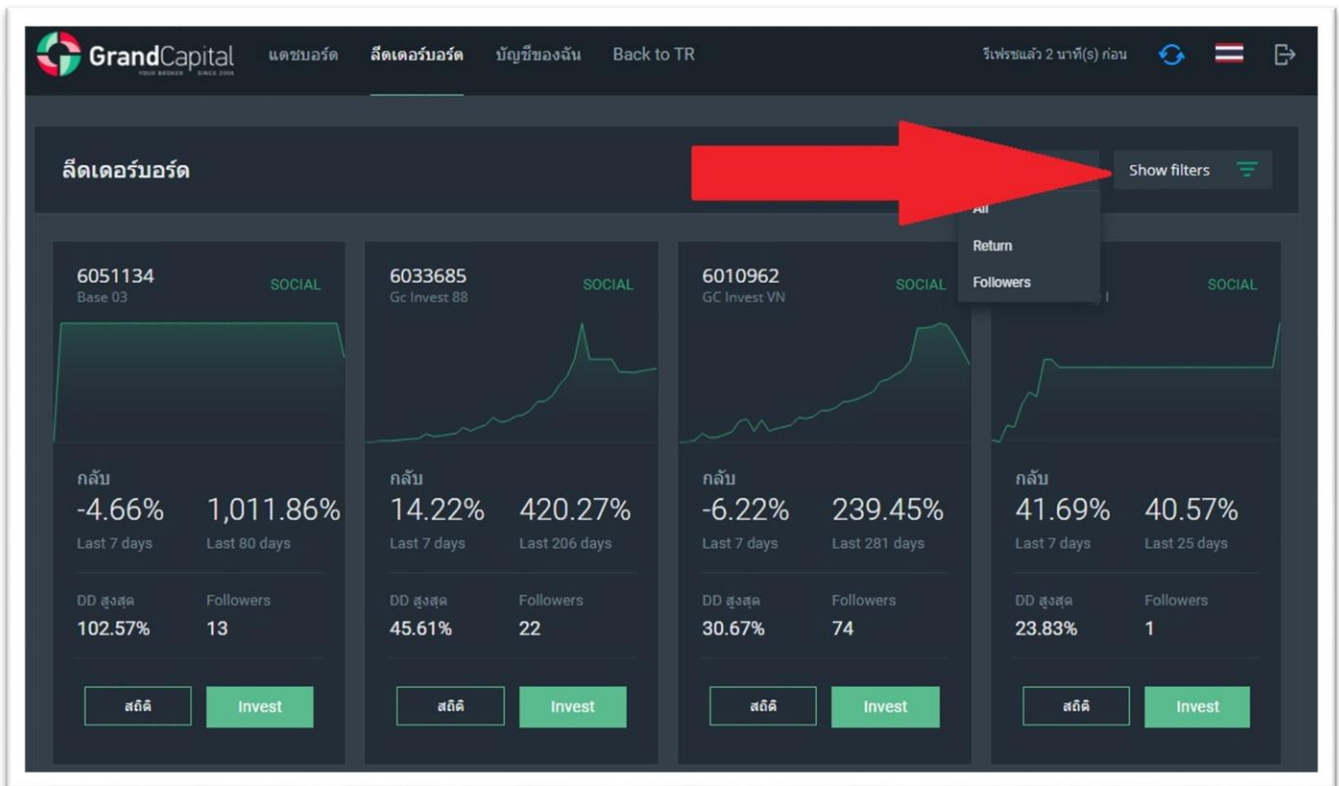 GrandCapital
YOUR BROKER SINCE 2006
แดชบอร์ด ลีดเดอร์บอร์ด บัญชีของฉัน Back to TR รีเฟรชแล้ว 2 นาที(s) ก่อน
ลีดเดอร์บอร์ด Show filters
All
Return
Followers
6051134 SOCIAL
Base 03
กลับ
-4.66% 1,011.86%
Last 7 days Last 80 days
DD สูงสุด Followers
102.57% 13
สถิติ Invest
6033685 SOCIAL
Gc Invest 88
กลับ
14.22% 420.27%
Last 7 days Last 206 days
DD สูงสุด Followers
45.61% 22
สถิติ Invest
6010962 SOCIAL
GC Invest VN
กลับ
-6.22% 239.45%
Last 7 days Last 281 days
DD สูงสุด Followers
30.67% 74
สถิติ Invest
SOCIAL
กลับ
41.69% 40.57%
Last 7 days Last 25 days
DD สูงสุด Followers
23.83% 1
สถิติ Invest